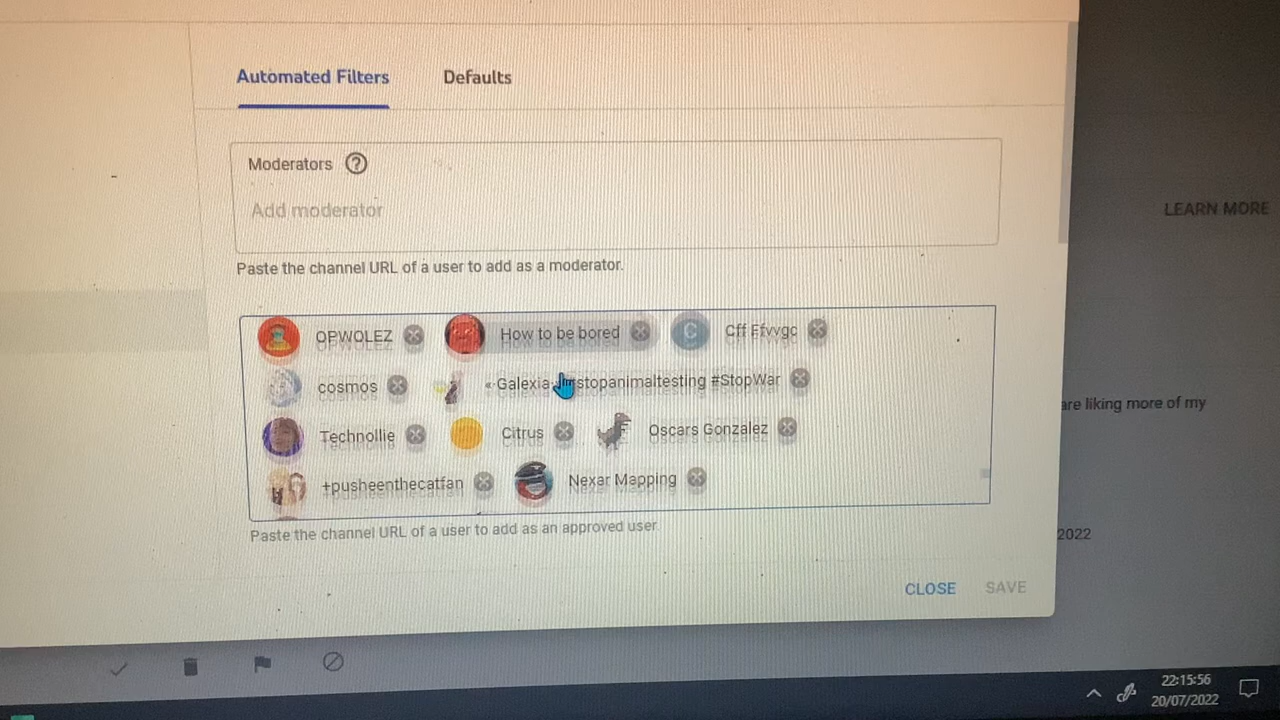 Automated Filters Defaults
Moderators ?
Add moderator
LEARN MORE
Paste the channel URL of a user to add as a moderator.
OPWOLEZ How to be bored C Cff Ffvvgc
cosmos Galexia stopanimaltesting #StopWar
are liking more of my
Technollie Citrus Oscars Gonzalez
+pusheenthecatfan Nexar Mapping
Paste the channel URL of a user to add as an approved user.
2022
CLOSE SAVE
22:15:56
20/07/2022